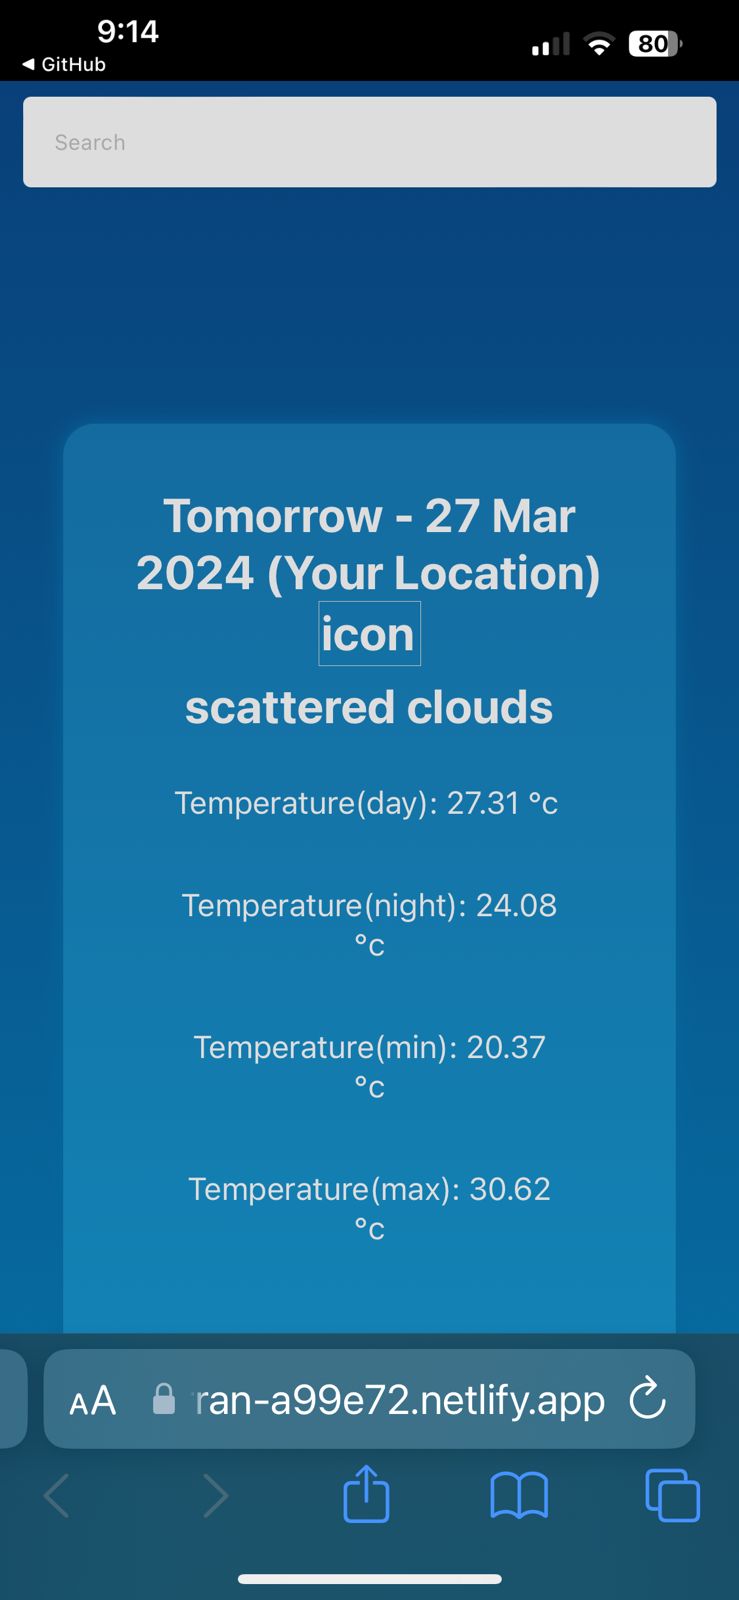 9:14
80
◀ GitHub
Search
Tomorrow - 27 Mar
2024 (Your Location)
icon
scattered clouds
Temperature(day): 27.31 °c
Temperature(night): 24.08
°c
Temperature(min): 20.37
°c
Temperature(max): 30.62
°c
AA ran-a99e72.netlify.app